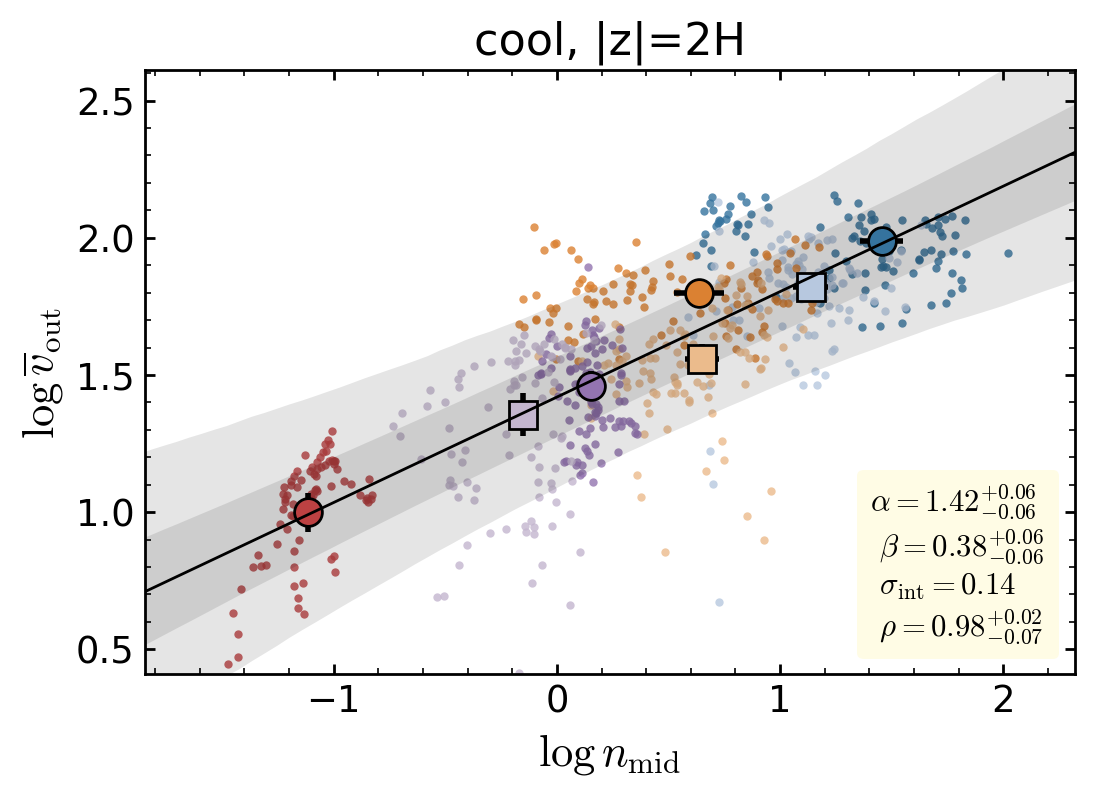 cool, |z|=2H
2.5
2.0
1.5
1.0
0.5
log v̅_out
α = 1.42^{+0.06}_{−0.06}
β = 0.38^{+0.06}_{−0.06}
σ_int = 0.14
ρ = 0.98^{+0.02}_{−0.07}
−1 0 1 2
log n_mid